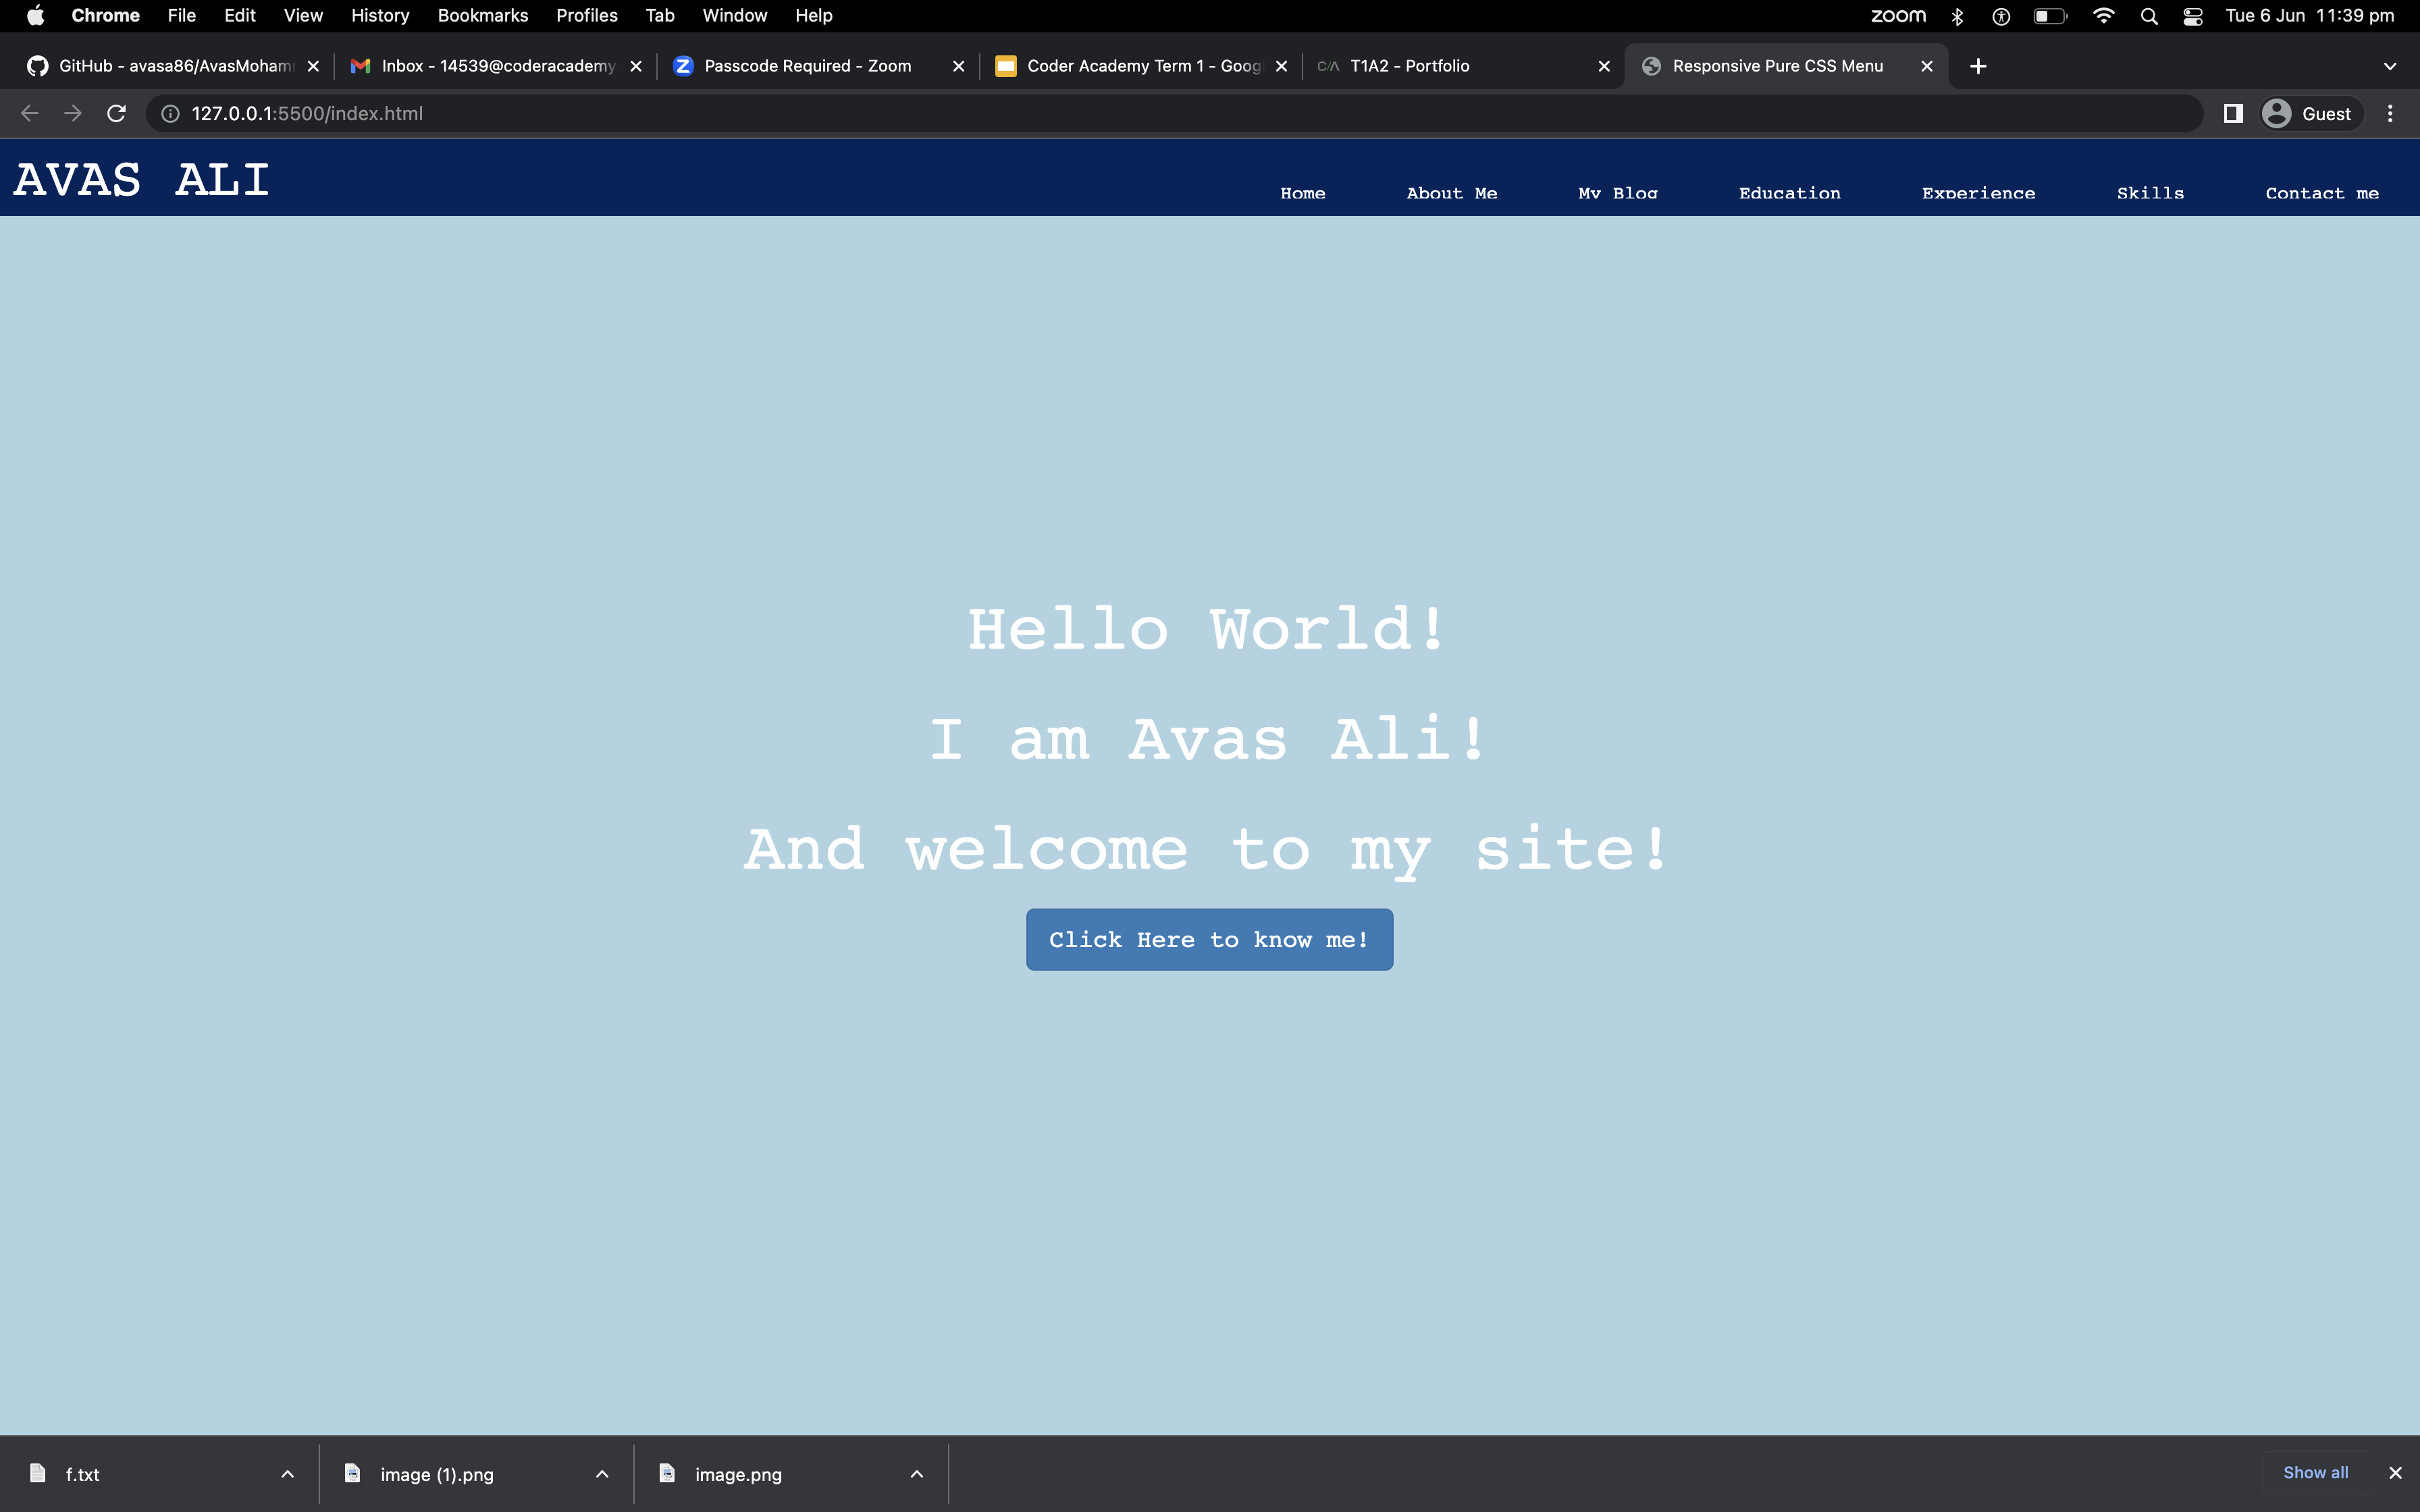 Chrome File Edit View History Bookmarks Profiles Tab Window Help zoom Tue 6 Jun 11:39 pm
GitHub - avasa86/AvasMoham Inbox - 14539@coderacademy Passcode Required - Zoom Coder Academy Term 1 - Goog C/A T1A2 - Portfolio Responsive Pure CSS Menu
127.0.0.1:5500/index.html Guest
AVAS ALI Home About Me My Blog Education Experience Skills Contact me
Hello World!
I am Avas Ali!
And welcome to my site!
Click Here to know me!
f.txt image (1).png image.png Show all